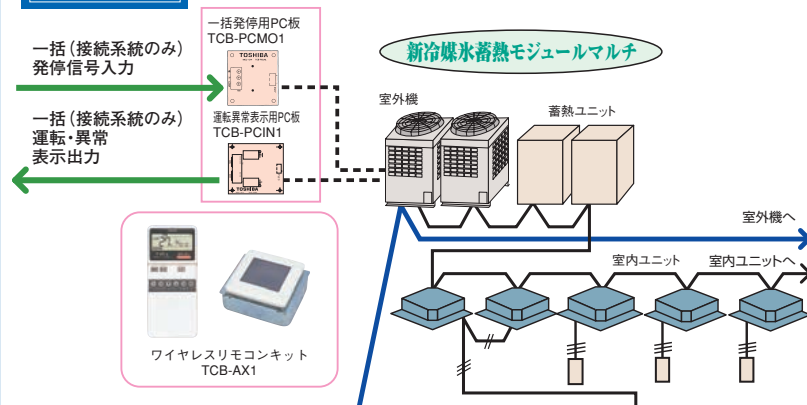 一括発停用PC板
TCB-PCMO1
TOSHIBA
一括(接続系統のみ)
発停信号入力
新冷媒氷蓄熱モジュールマルチ
室外機
蓄熱ユニット
運転異常表示用PC板
TCB-PCIN1
TOSHIBA
一括(接続系統のみ)
運転・異常
表示出力
室外機へ
室内ユニット
室内ユニットへ
ワイヤレスリモコンキット
TCB-AX1